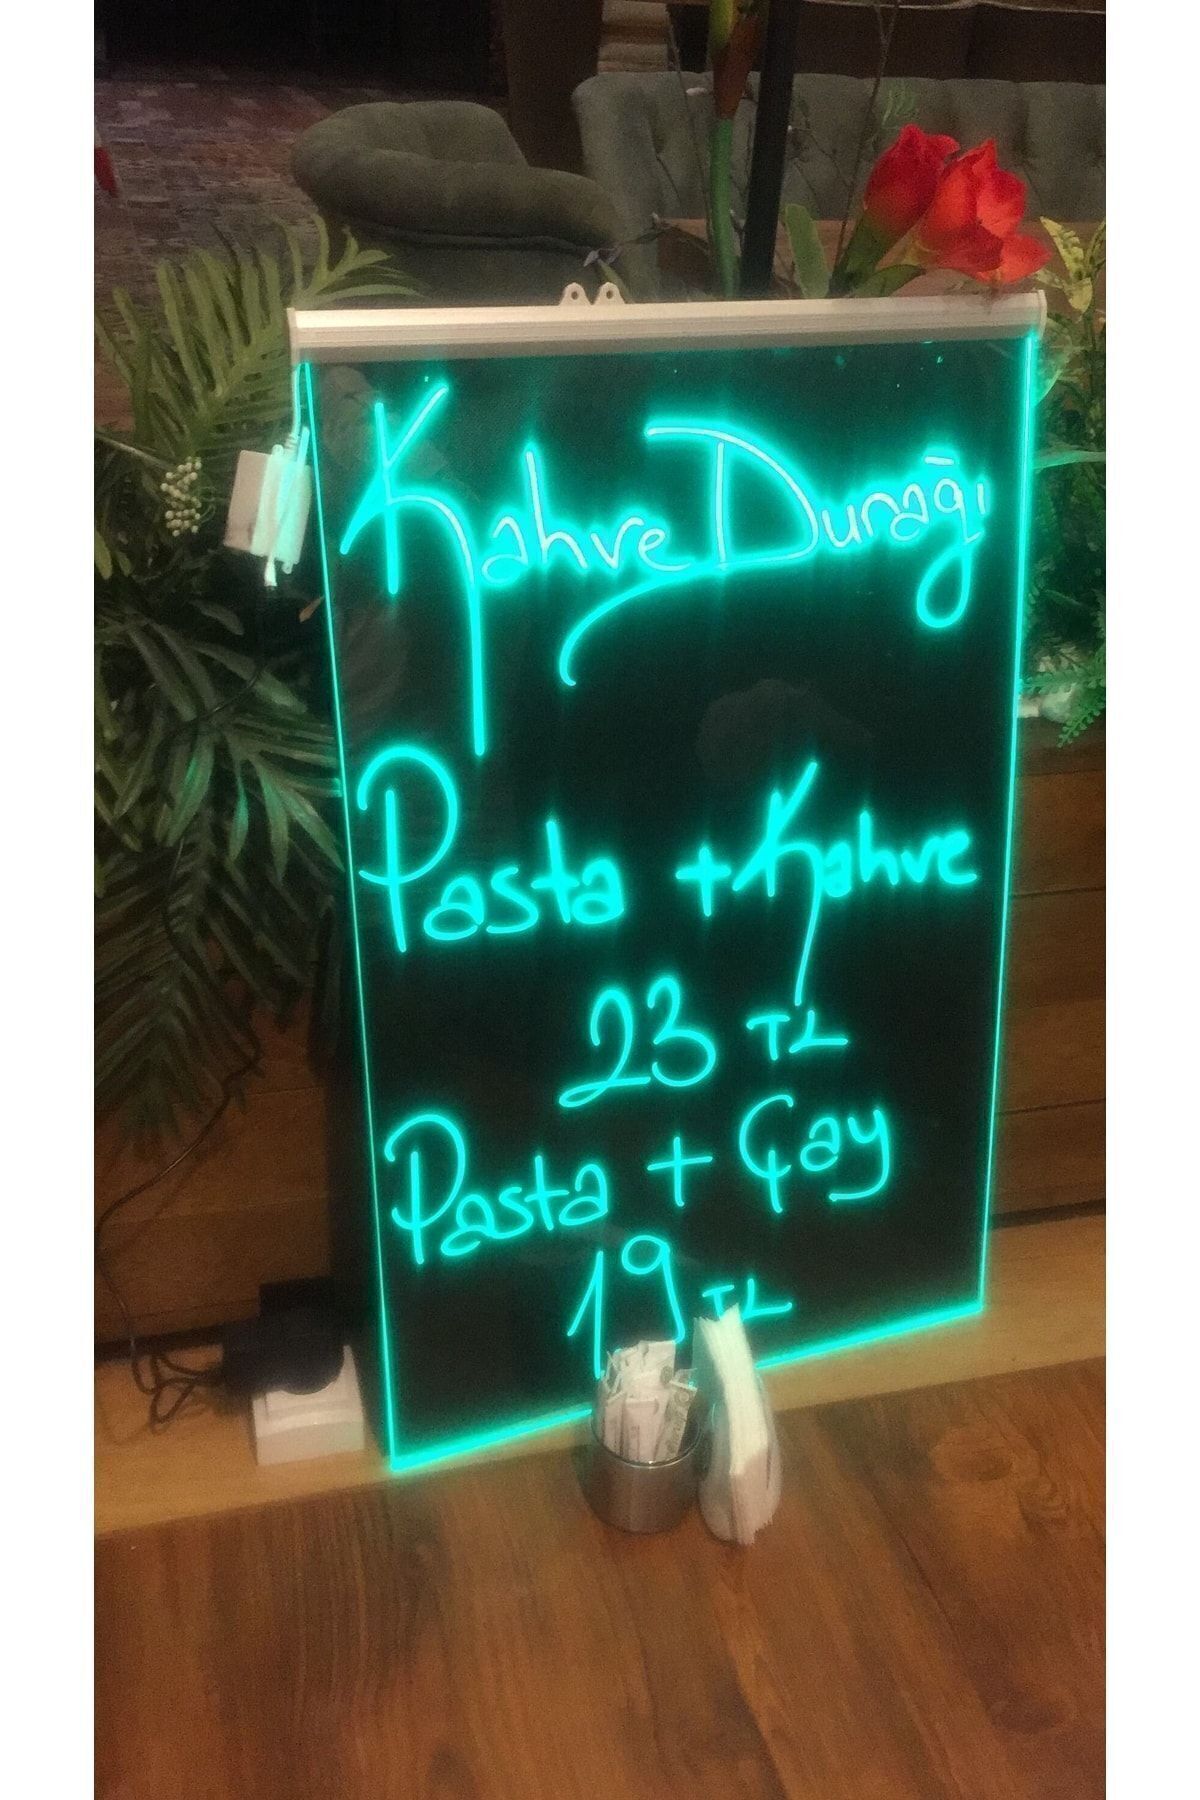 Kahve Durağı
Pasta + Kahve
23 TL
Pasta + Çay
19 TL